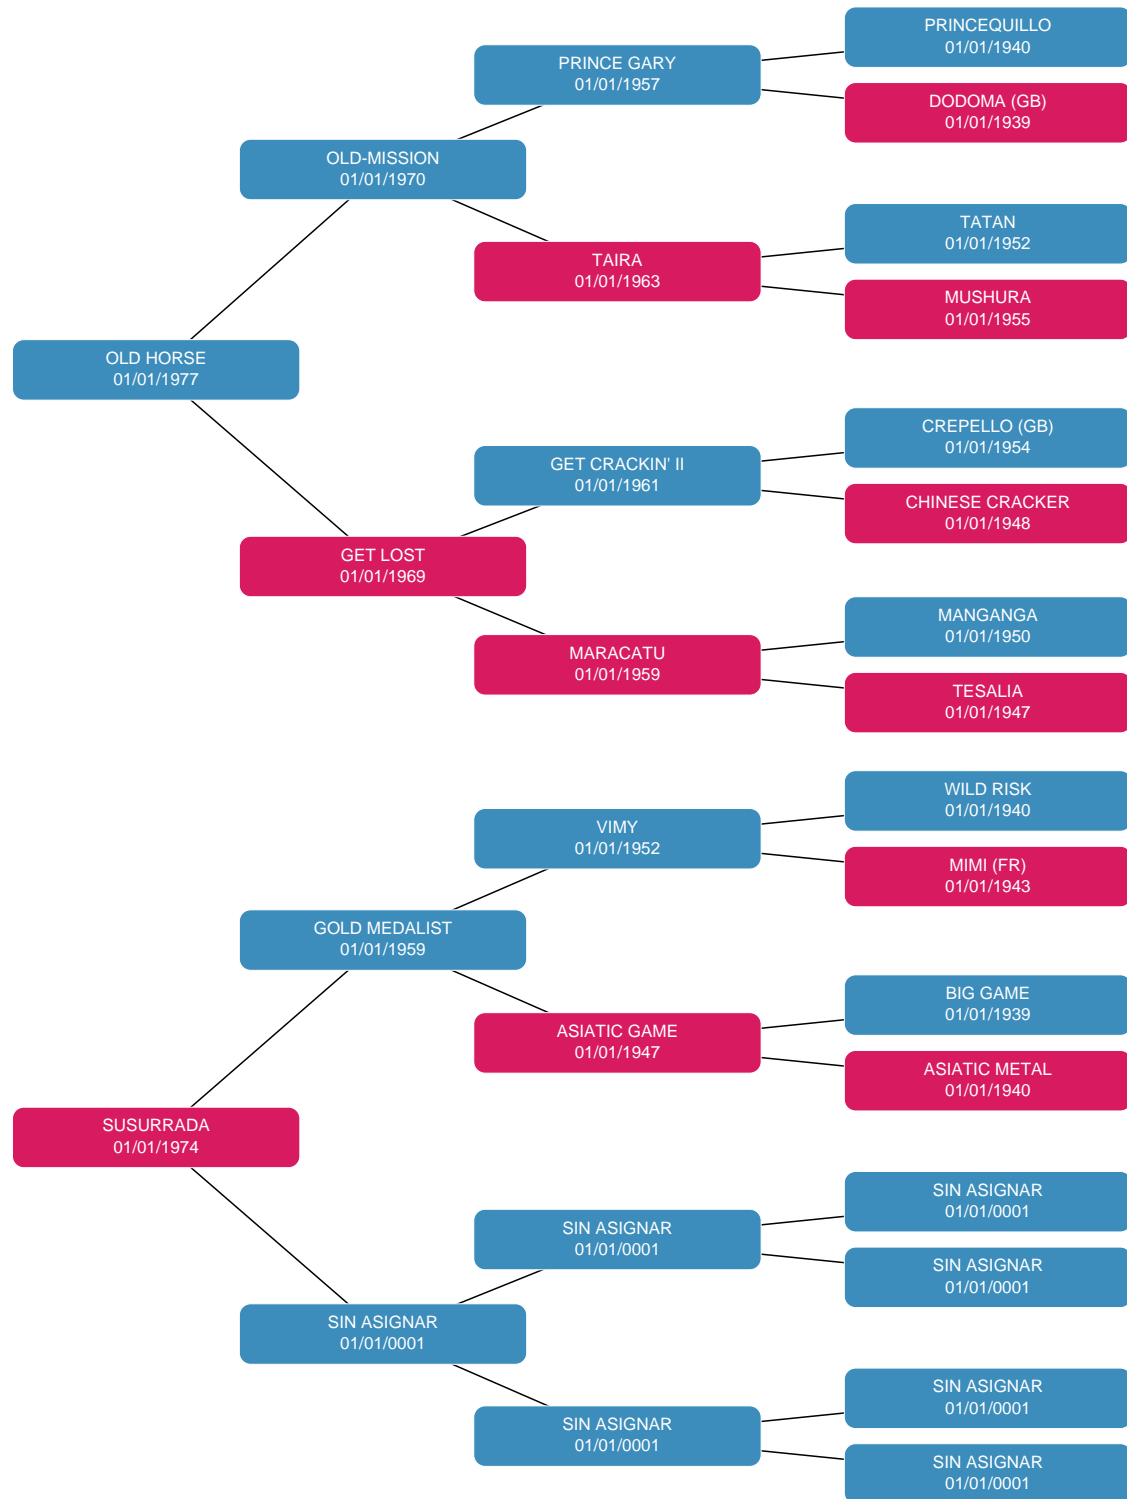 PRINCEQUILLO
01/01/1940
PRINCE GARY
01/01/1957
DODOMA (GB)
01/01/1939
OLD-MISSION
01/01/1970
TATAN
01/01/1952
TAIRA
01/01/1963
MUSHURA
01/01/1955
OLD HORSE
01/01/1977
CREPELLO (GB)
01/01/1954
GET CRACKIN' II
01/01/1961
CHINESE CRACKER
01/01/1948
GET LOST
01/01/1969
MANGANGA
01/01/1950
MARACATU
01/01/1959
TESALIA
01/01/1947
WILD RISK
01/01/1940
VIMY
01/01/1952
MIMI (FR)
01/01/1943
GOLD MEDALIST
01/01/1959
BIG GAME
01/01/1939
ASIATIC GAME
01/01/1947
ASIATIC METAL
01/01/1940
SUSURRADA
01/01/1974
SIN ASIGNAR
01/01/0001
SIN ASIGNAR
01/01/0001
SIN ASIGNAR
01/01/0001
SIN ASIGNAR
01/01/0001
SIN ASIGNAR
01/01/0001
SIN ASIGNAR
01/01/0001
SIN ASIGNAR
01/01/0001